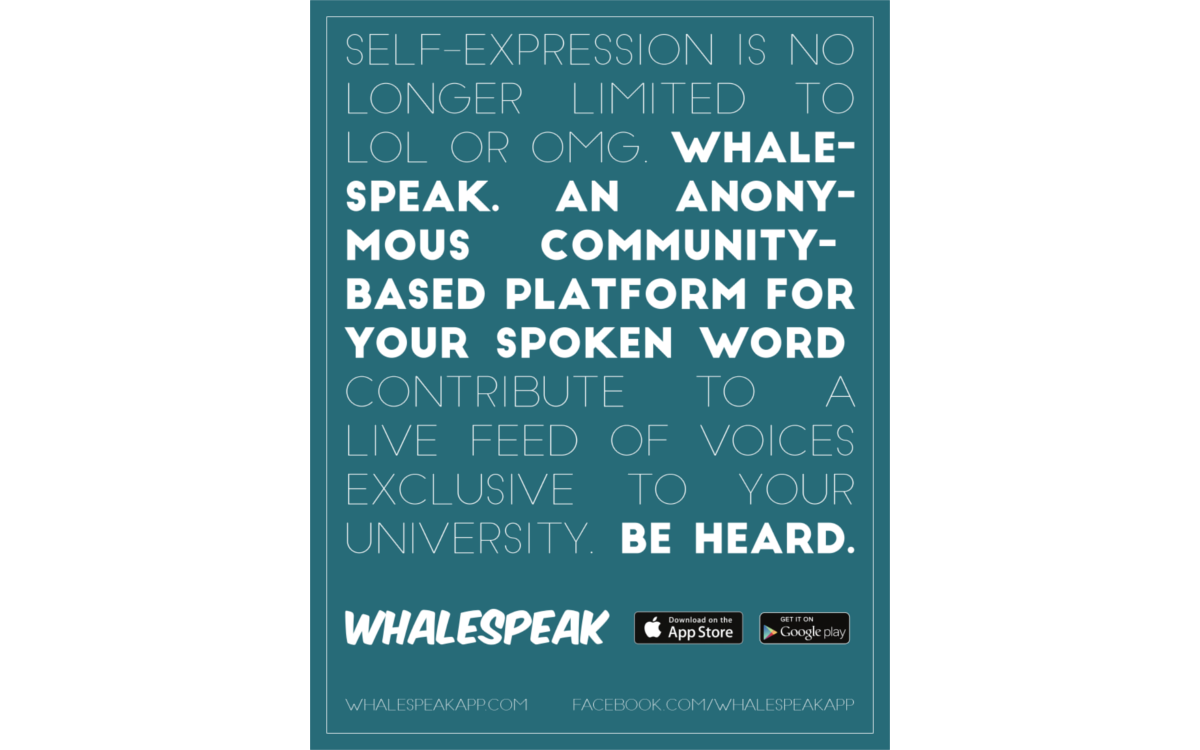 SELF-EXPRESSION IS NO
LONGER LIMITED TO
LOL OR OMG. WHALE-
SPEAK. AN ANONY-
MOUS COMMUNITY-
BASED PLATFORM FOR
YOUR SPOKEN WORD
CONTRIBUTE TO A
LIVE FEED OF VOICES
EXCLUSIVE TO YOUR
UNIVERSITY. BE HEARD.
WHALESPEAK
Download on the
App Store
GET IT ON
Google play
WHALESPEAKAPP.COM
FACEBOOK.COM/WHALESPEAKAPP